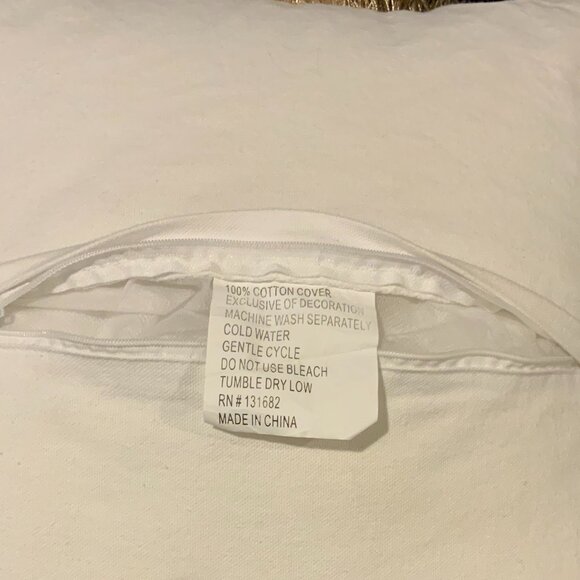 100% COTTON COVER
EXCLUSIVE OF DECORATION
MACHINE WASH SEPARATELY
COLD WATER
GENTLE CYCLE
DO NOT USE BLEACH
TUMBLE DRY LOW
RN # 131682
MADE IN CHINA